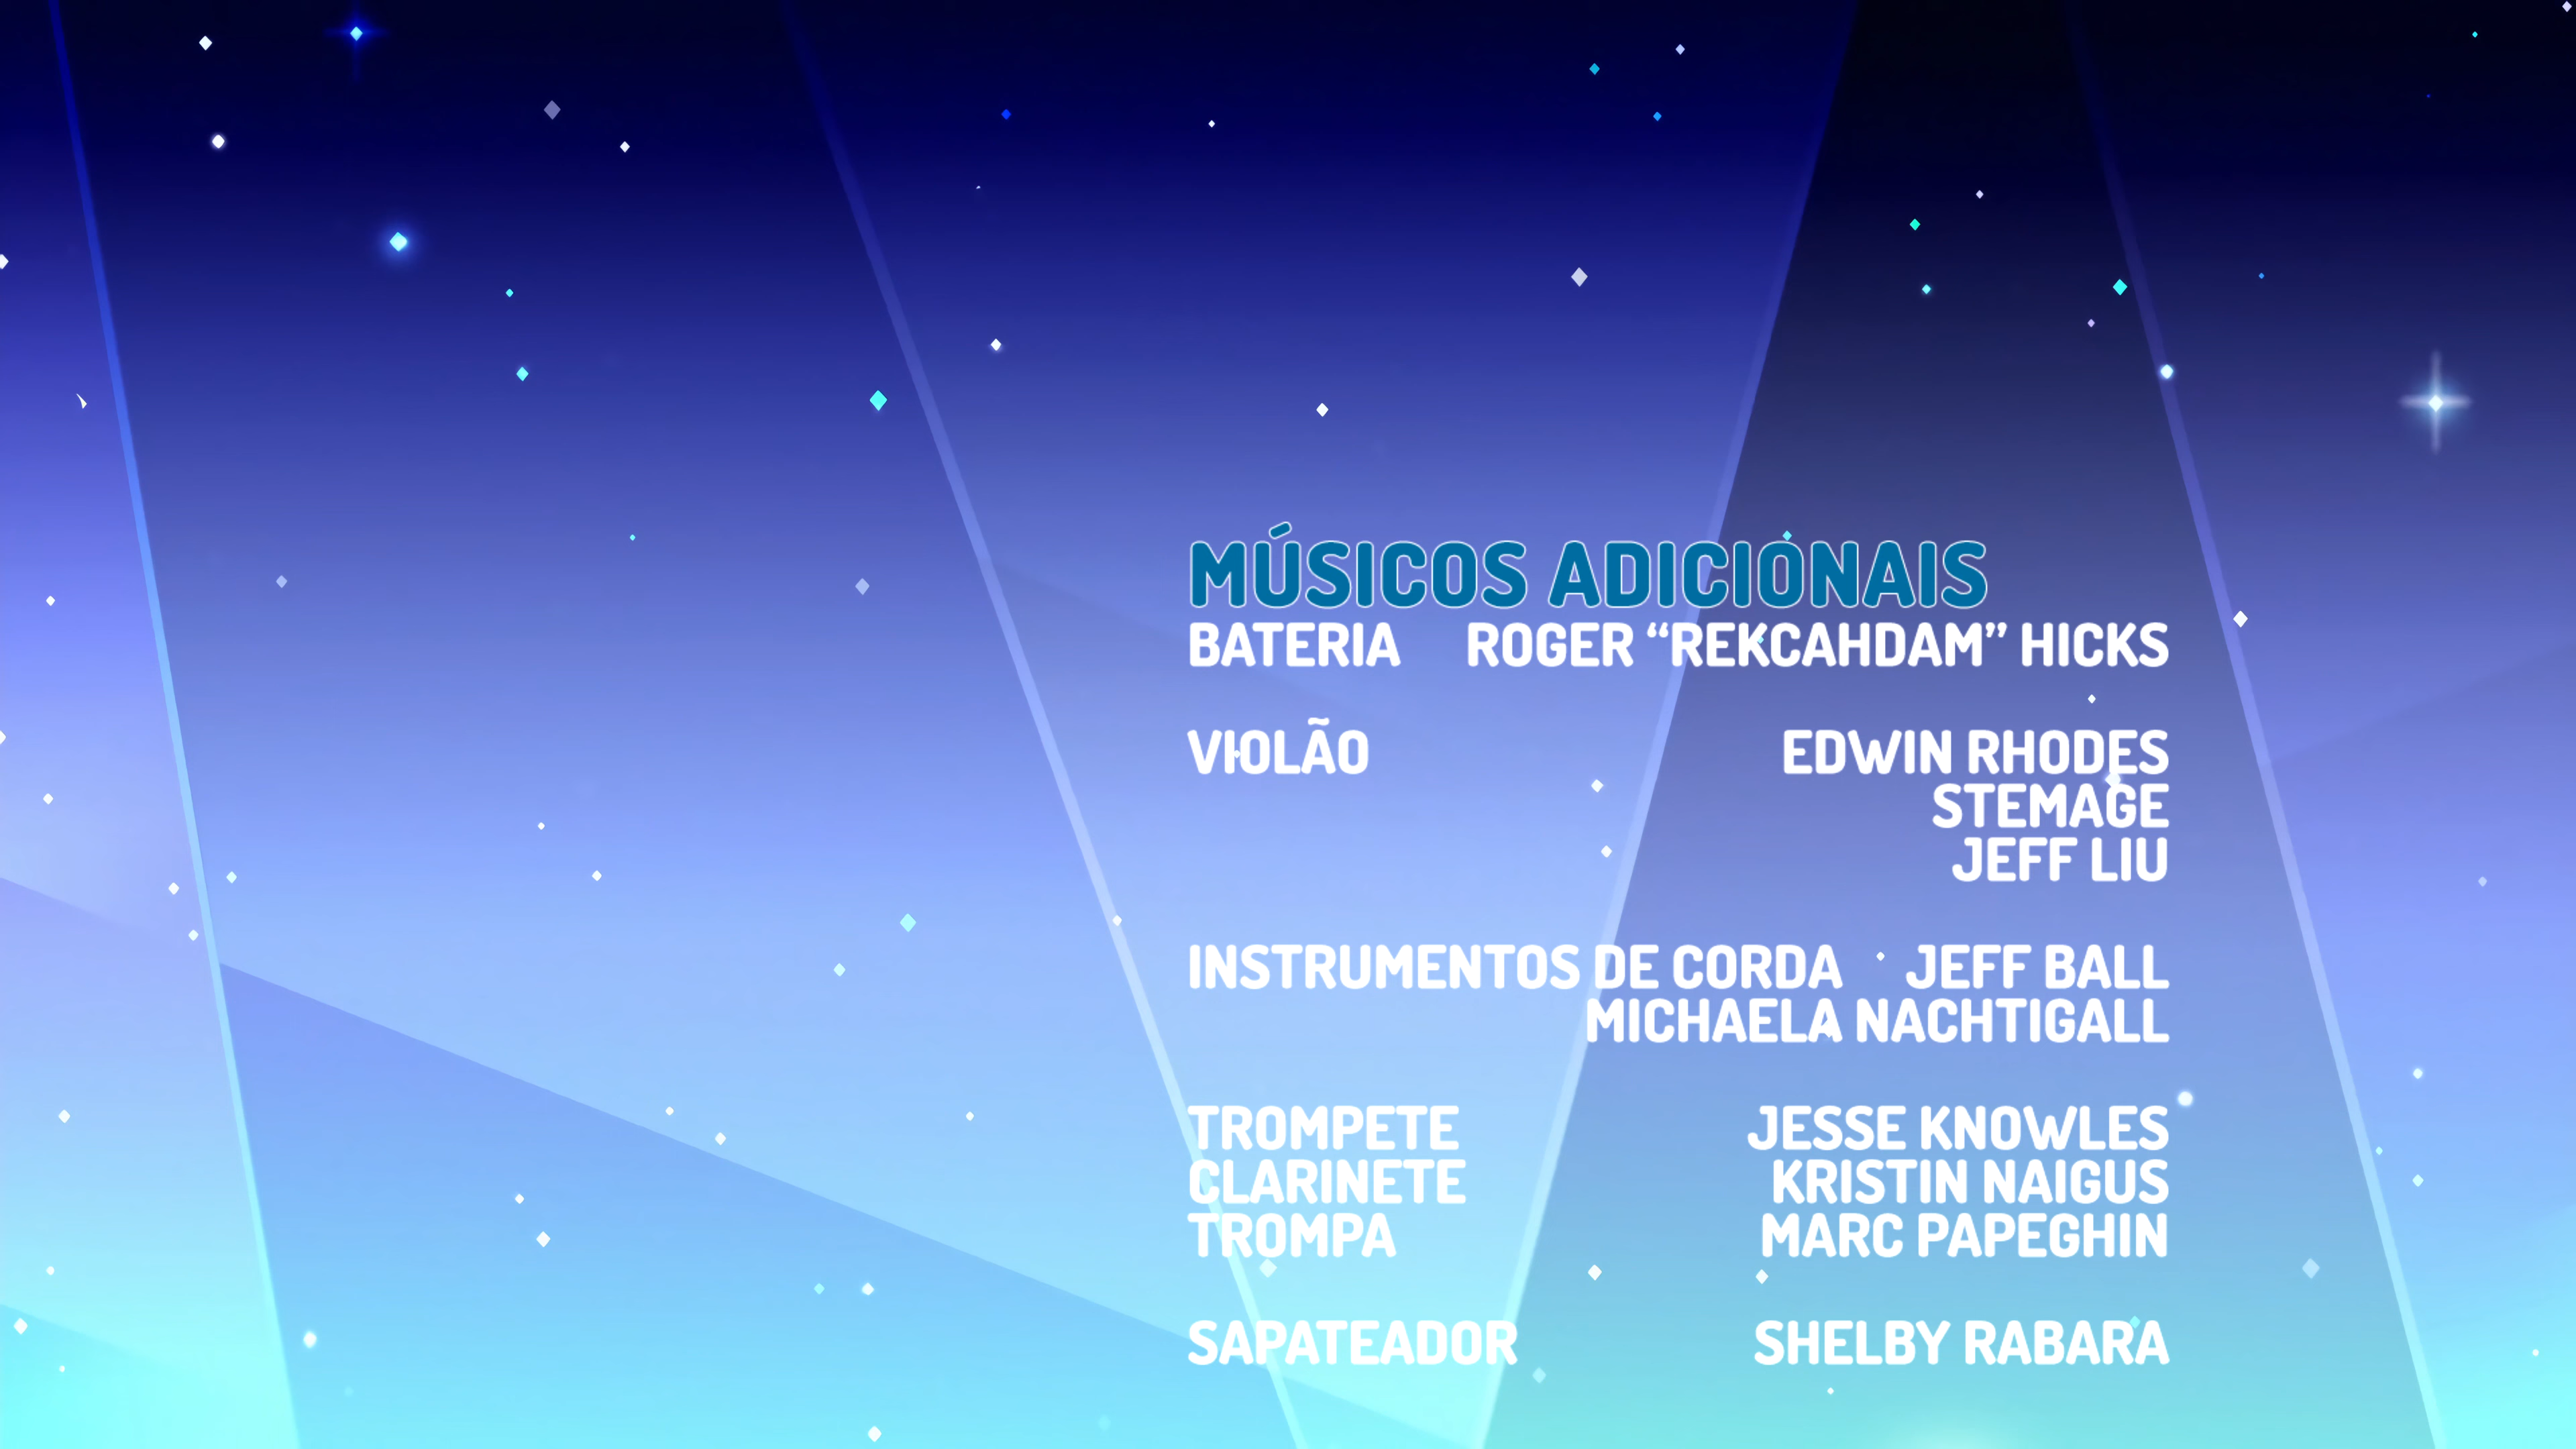 MÚSICOS ADICIONAIS
BATERIA ROGER “REKCAHDAM” HICKS
VIOLÃO EDWIN RHODES
STEMAGE
JEFF LIU
INSTRUMENTOS DE CORDA JEFF BALL
MICHAELA NACHTIGALL
TROMPETE JESSE KNOWLES
CLARINETE KRISTIN NAIGUS
TROMPA MARC PAPEGHIN
SAPATEADOR SHELBY RABARA